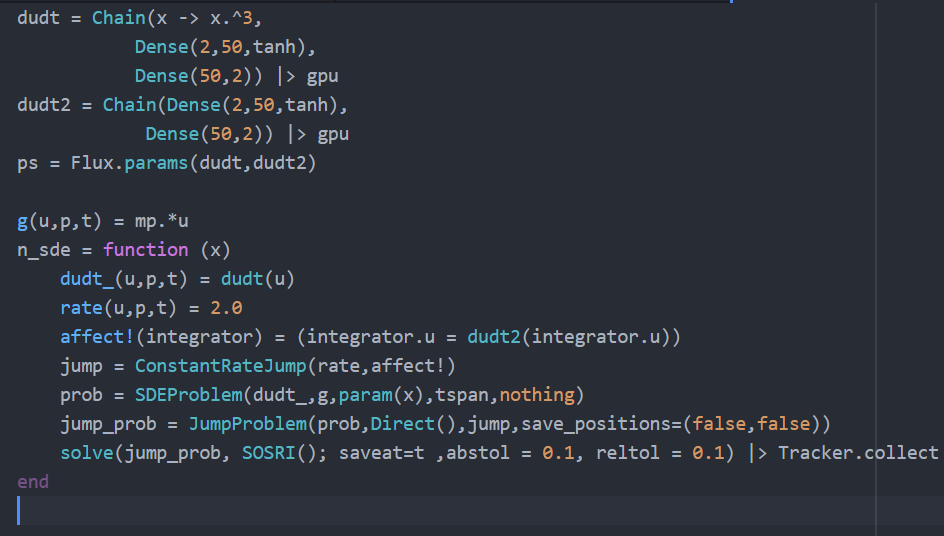 dudt = Chain(x -> x.^3,
             Dense(2,50,tanh),
             Dense(50,2)) |> gpu
dudt2 = Chain(Dense(2,50,tanh),
              Dense(50,2)) |> gpu
ps = Flux.params(dudt,dudt2)
g(u,p,t) = mp.*u
n_sde = function (x)
    dudt_(u,p,t) = dudt(u)
    rate(u,p,t) = 2.0
    affect!(integrator) = (integrator.u = dudt2(integrator.u))
    jump = ConstantRateJump(rate,affect!)
    prob = SDEProblem(dudt_,g,param(x),tspan,nothing)
    jump_prob = JumpProblem(prob,Direct(),jump,save_positions=(false,false))
    solve(jump_prob, SOSRI(); saveat=t ,abstol = 0.1, reltol = 0.1) |> Tracker.collect
end